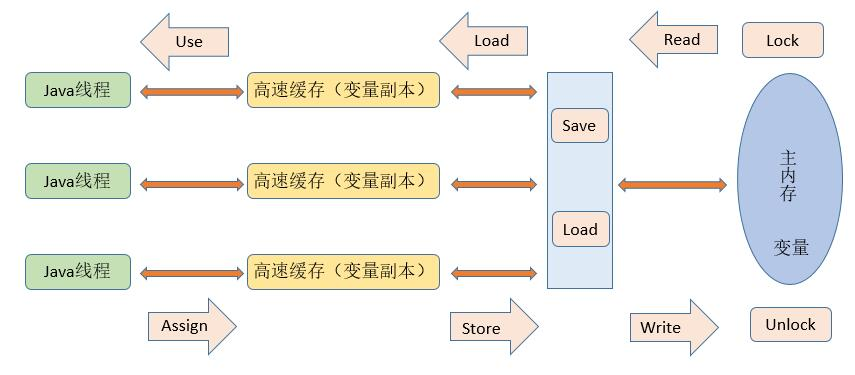 Use
Load
Read
Lock
Java线程
高速缓存（变量副本）
Save
Java线程
高速缓存（变量副本）
主内存
Load
变量
Java线程
高速缓存（变量副本）
Assign
Store
Write
Unlock